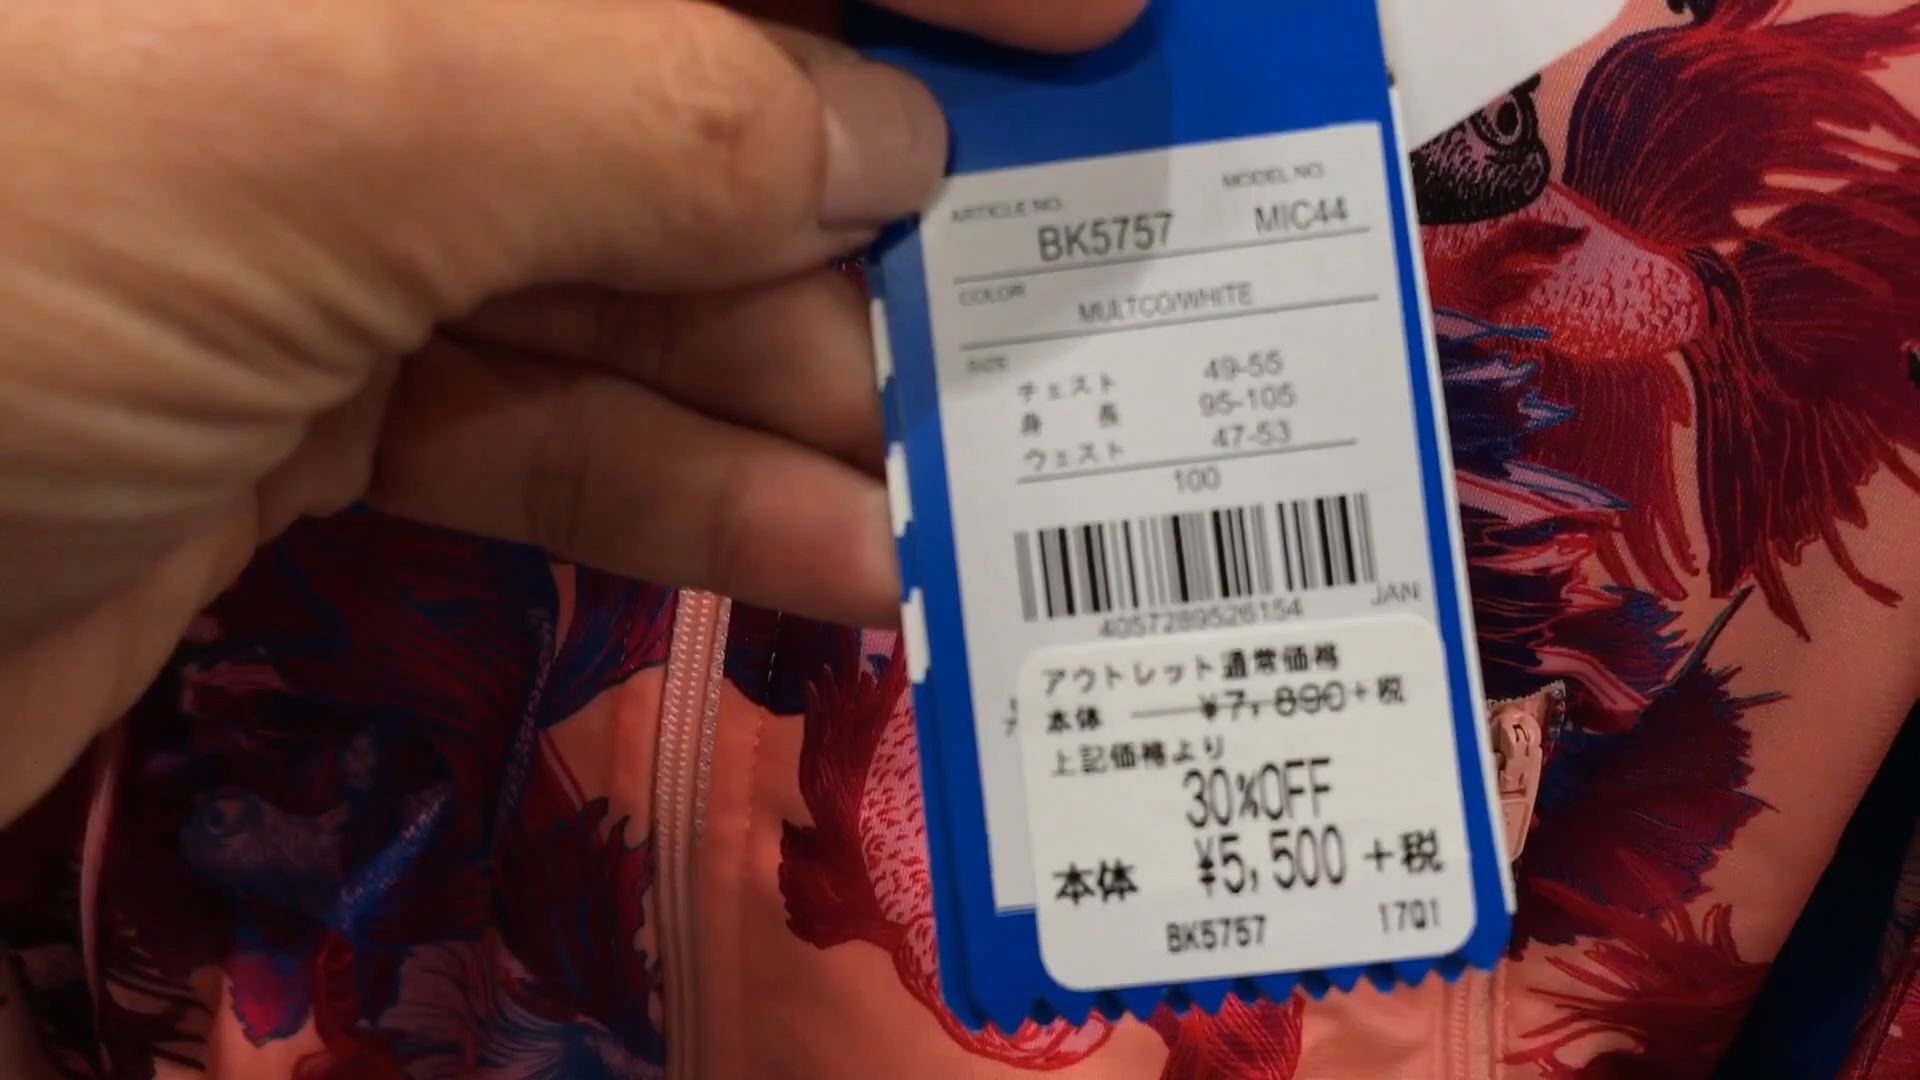 ARTICLE NO.
MODEL NO.
BK5757
MIC44
COLOR
MULTCO/WHITE
SIZE
チェスト 49-55
身 長 95-105
ウェスト 47-53
100
4057289526154
JAN
アウトレット通常価格
本体 ¥7,890+税
上記価格より
30%OFF
本体 ¥5,500 +税
BK5757 17Q1